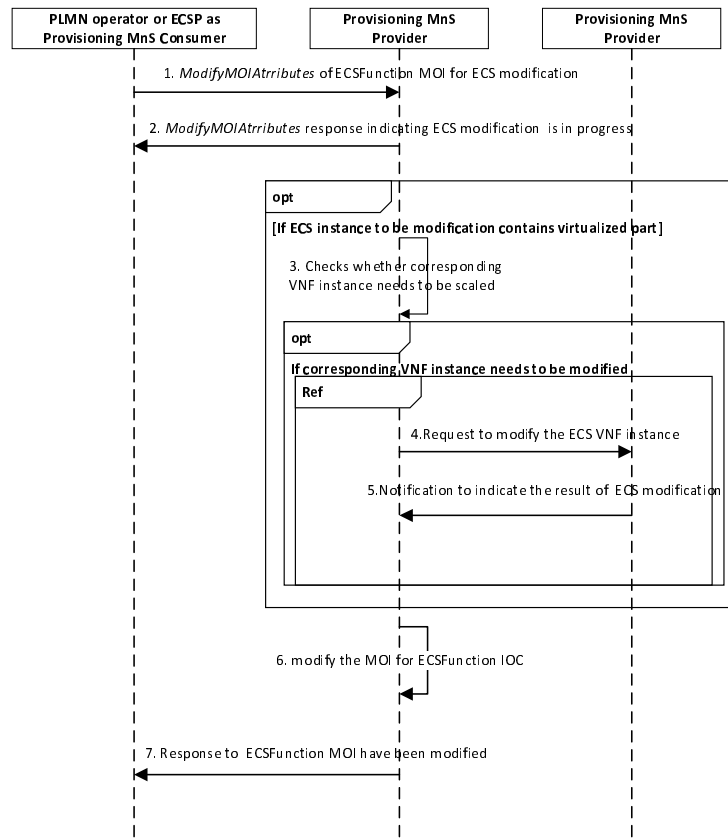 PLMN operator or ECSP as
Provisioning MnS Consumer
Provisioning MnS
Provider
Provisioning MnS
Provider
1. ModifyMOIAtrributes of ECSFunction MOI for ECS modification
2. ModifyMOIAtrributes response indicating ECS modification is in progress
opt
[If ECS instance to be modification contains virtualized part]
3. Checks whether corresponding
VNF instance needs to be scaled
opt
If corresponding VNF instance needs to be modified
Ref
4.Request to modify the ECS VNF instance
5.Notification to indicate the result of ECS modification
6. modify the MOI for ECSFunction IOC
7. Response to ECSFunction MOI have been modified